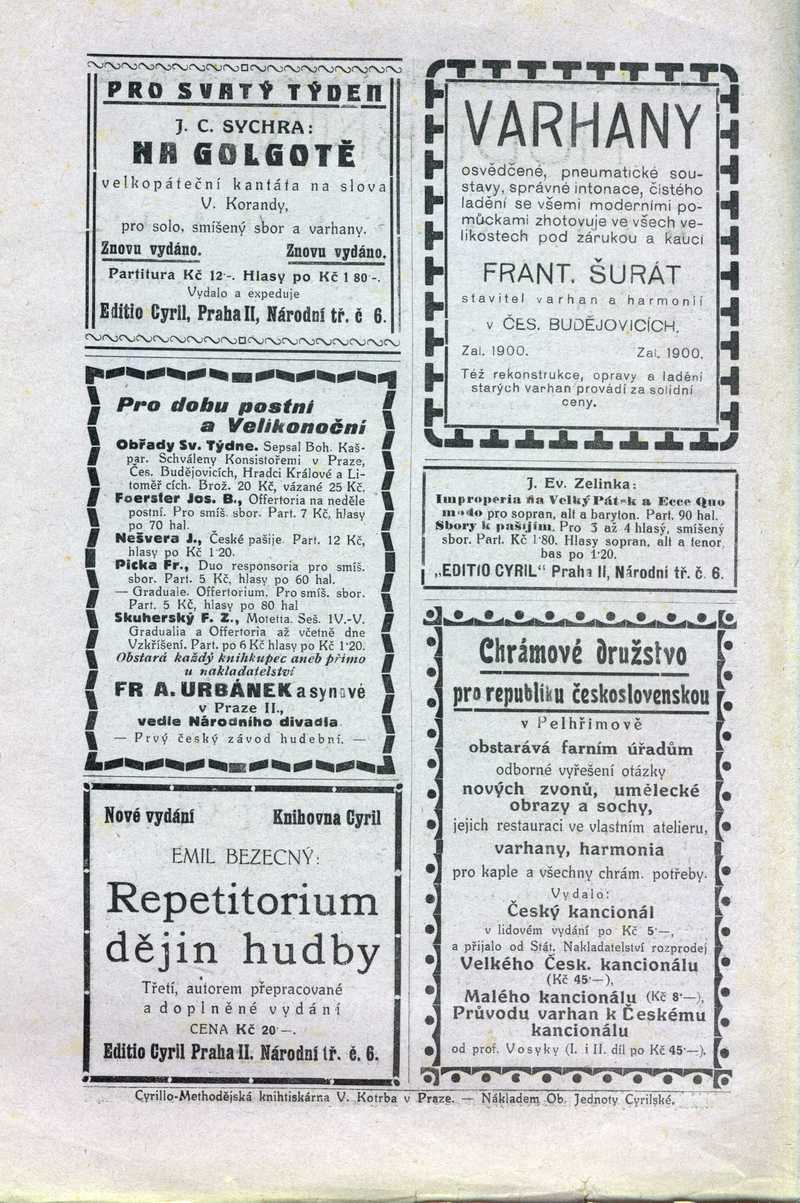 PRO SVATÝ TÝDEN
J. C. SYCHRA:
NA GOLGOTĚ
velkopáteční kantáta na slova
V. Korandy,
pro solo, smíšený sbor a varhany.
Znovu vydáno. Znovu vydáno.
Partitura Kč 12·-. Hlasy po Kč 1 80·-.
Vydalo a expeduje
Editio Cyril, Praha II, Národní tř. č 6.
Pro dobu postní
a Velikonoční
Obřady Sv. Týdne. Sepsal Boh. Kaš-
par. Schváleny Konsistořemi v Praze,
Čes. Budějovicích, Hradci Králové a Li-
toměř cích. Brož. 20 Kč, vázané 25 Kč.
Foerster Jos. B., Offertoria na neděle
postní. Pro smíš. sbor. Part. 7 Kč, hlasy
po 70 hal.
Nešvera J., České pašije. Part. 12 Kč,
hlasy po Kč 1·20.
Picka Fr., Duo responsoria pro smíš.
sbor. Part. 5 Kč, hlasy po 60 hal.
— Graduale. Offertorium. Pro smíš. sbor.
Part. 5 Kč, hlasy po 80 hal
Skuherský F. Z., Motetta. Seš. IV.-V.
Gradualia a Offertoria až včetně dne
Vzkříšení. Part. po 6 Kč hlasy po Kč 1·20.
Obstará každý knihkupec aneb přímo
u nakladatelství
FR A. URBÁNEK a synové
v Praze II.,
vedle Národního divadla
— Prvý český závod hudební. —
Nové vydání Knihovna Cyril
EMIL BEZECNÝ:
Repetitorium
dějin hudby
Třetí, autorem přepracované
a doplněné vydání
CENA Kč 20·—.
Editio Cyril Praha II. Národní tř. č. 6.
VARHANY
osvědčené, pneumatické sou-
stavy, správné intonace, čistého
ladění se všemi moderními po-
můckami zhotovuje ve všech ve-
likostech pod zárukou a kaucí
FRANT. ŠURÁT
stavitel varhan a harmonií
v ČES. BUDĚJOVICÍCH.
Zal. 1900. Zal. 1900.
Též rekonstrukce, opravy a ladění
starých varhan provádí za solidní
ceny.
J. Ev. Zelinka:
Improperia na Velký Pátek a Ecce Quo
modo pro sopran, alt a baryton. Part. 90 hal.
Sbory k pašijím. Pro 3 až 4 hlasý, smíšený
sbor. Part. Kč 1·80. Hlasy sopran, alt a tenor,
bas po 1·20.
„EDITIO CYRIL“ Praha II, Národní tř. č. 6.
Chrámové družstvo
pro republiku československou
v Pelhřimově
obstarává farním úřadům
odborné vyřešení otázky
nových zvonů, umělecké
obrazy a sochy,
jejich restauraci ve vlastním atelieru,
varhany, harmonia
pro kaple a všechny chrám. potřeby.
Vydalo:
Český kancionál
v lidovém vydání po Kč 5·—,
a přijalo od Stát. Nakladatelství rozprodej
Velkého Česk. kancionálu
(Kč 45·—),
Malého kancionálu (Kč 8·—),
Průvodu varhan k Českému
kancionálu
od prof. Vosyky (I. i II. díl po Kč 45·—).
Cyrillo-Methodějská knihtiskárna V. Kotrba v Praze. — Nákladem Ob. Jednoty Cyrilské.